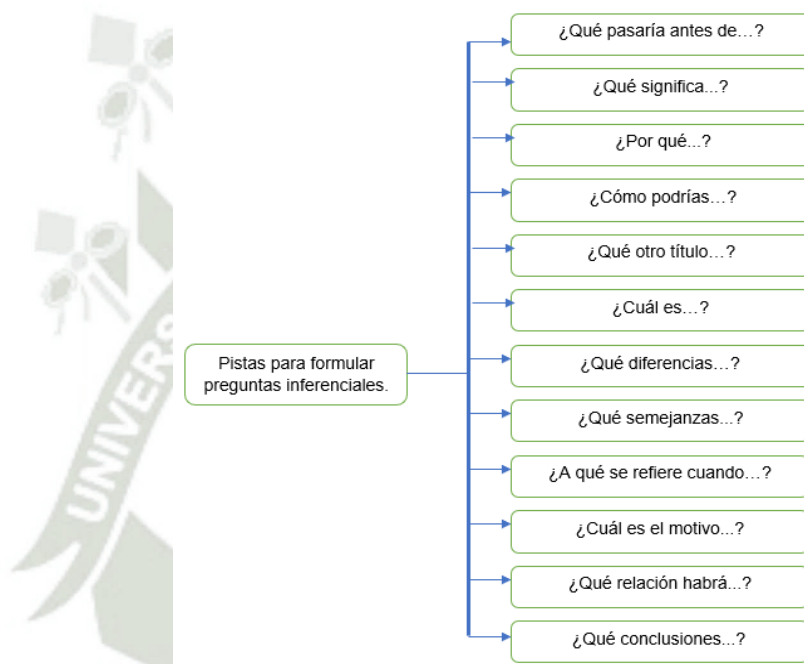 ¿Qué pasaría antes de…?
¿Qué significa...?
¿Por qué...?
¿Cómo podrías…?
¿Qué otro título…?
¿Cuál es…?
Pistas para formular
preguntas inferenciales.
¿Qué diferencias…?
¿Qué semejanzas...?
¿A qué se refiere cuando…?
¿Cuál es el motivo...?
¿Qué relación habrá...?
¿Qué conclusiones...?
UNIVERS